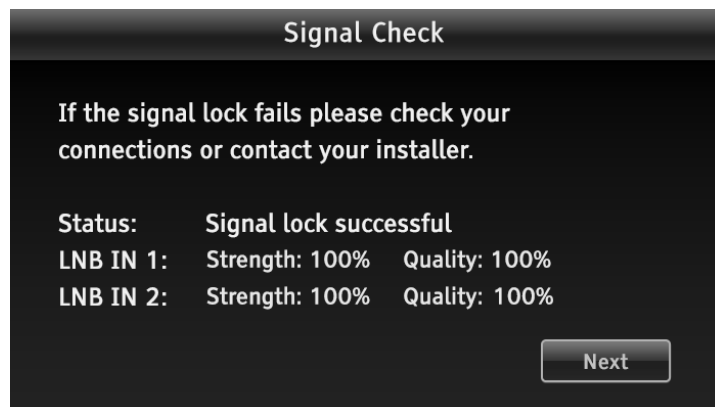 Signal Check
If the signal lock fails please check your
connections or contact your installer.
Status: Signal lock successful
LNB IN 1: Strength: 100% Quality: 100%
LNB IN 2: Strength: 100% Quality: 100%
Next